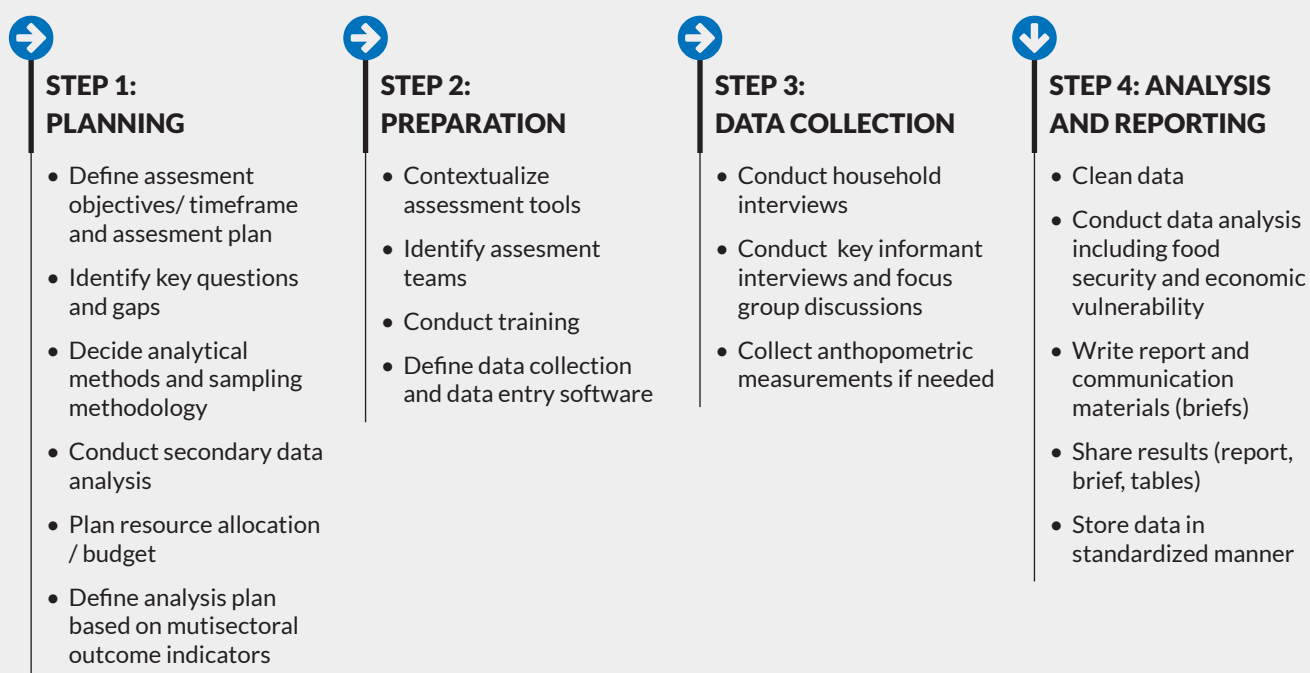 STEP 1:
PLANNING
• Define assesment
objectives/ timeframe
and assesment plan
• Identify key questions
and gaps
• Decide analytical
methods and sampling
methodology
• Conduct secondary data
analysis
• Plan resource allocation
/ budget
• Define analysis plan
based on mutisectoral
outcome indicators
STEP 2:
PREPARATION
• Contextualize
assessment tools
• Identify assesment
teams
• Conduct training
• Define data collection
and data entry software
STEP 3:
DATA COLLECTION
• Conduct household
interviews
• Conduct key informant
interviews and focus
group discussions
• Collect anthopometric
measurements if needed
STEP 4: ANALYSIS
AND REPORTING
• Clean data
• Conduct data analysis
including food
security and economic
vulnerability
• Write report and
communication
materials (briefs)
• Share results (report,
brief, tables)
• Store data in
standardized manner